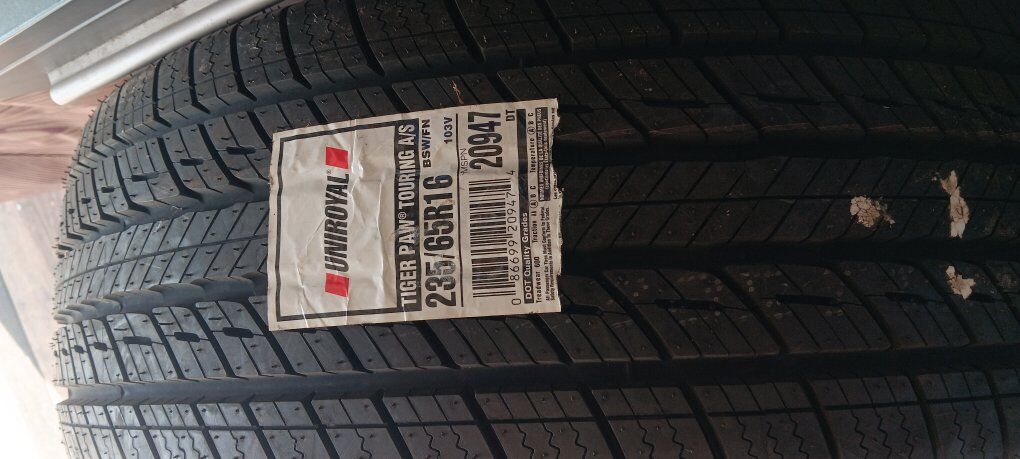 UNIROYAL®
TIGER PAW® TOURING A/S
235/65R16
BSW/FN
103V
MSPN
20947
DT
0 86699 20947 4
DOT Quality Grades
Treadwear 600 Traction A A B C Temperature A B C